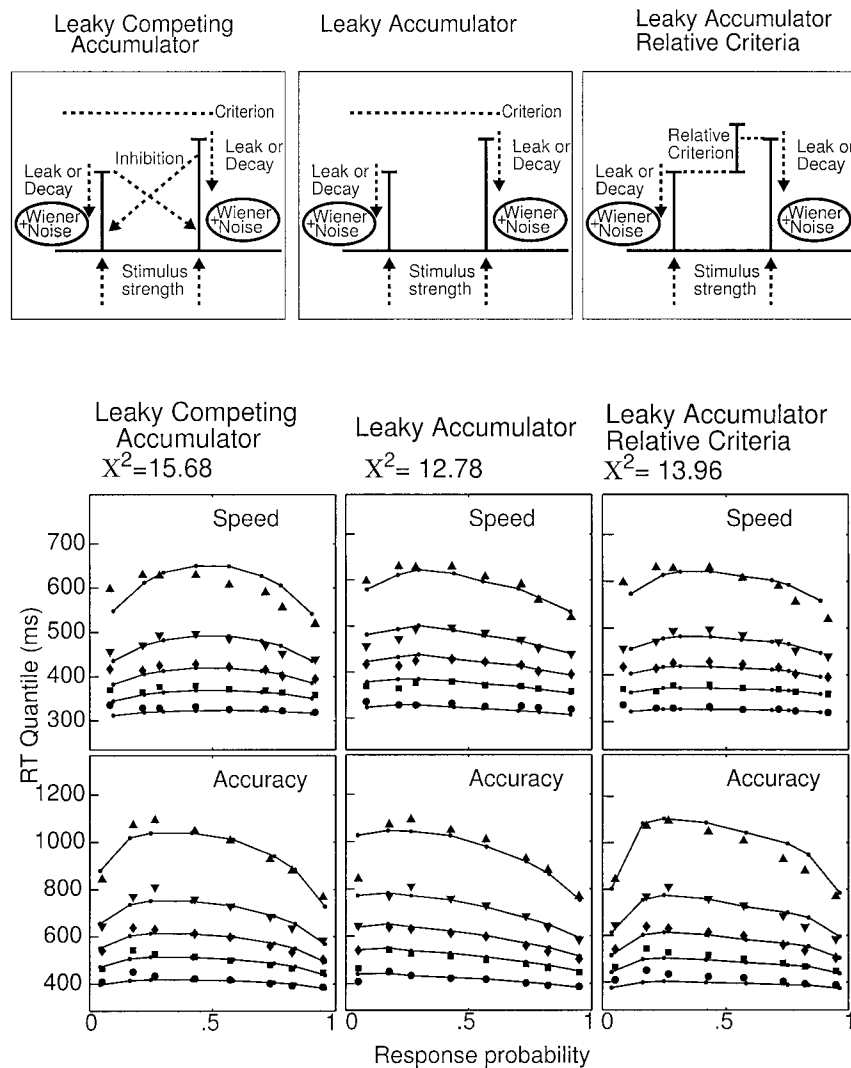 Leaky Competing
Accumulator
Leaky Accumulator
Leaky Accumulator
Relative Criteria
Criterion
Inhibition
Leak or
Decay
Leak or
Decay
+Wiener
Noise
+Wiener
Noise
Stimulus
strength
Criterion
Leak or
Decay
Leak or
Decay
+Wiener
Noise
+Wiener
Noise
Stimulus
strength
Relative
Criterion
Leak or
Decay
Leak or
Decay
+Wiener
Noise
+Wiener
Noise
Stimulus
strength
Leaky Competing
Accumulator
X²=15.68
Leaky Accumulator
X²= 12.78
Leaky Accumulator
Relative Criteria
X²= 13.96
Speed
Speed
Speed
700
600
500
400
300
RT Quantile (ms)
Accuracy
Accuracy
Accuracy
1200
1000
800
600
400
0 .5 1
0 .5 1
0 .5 1
Response probability